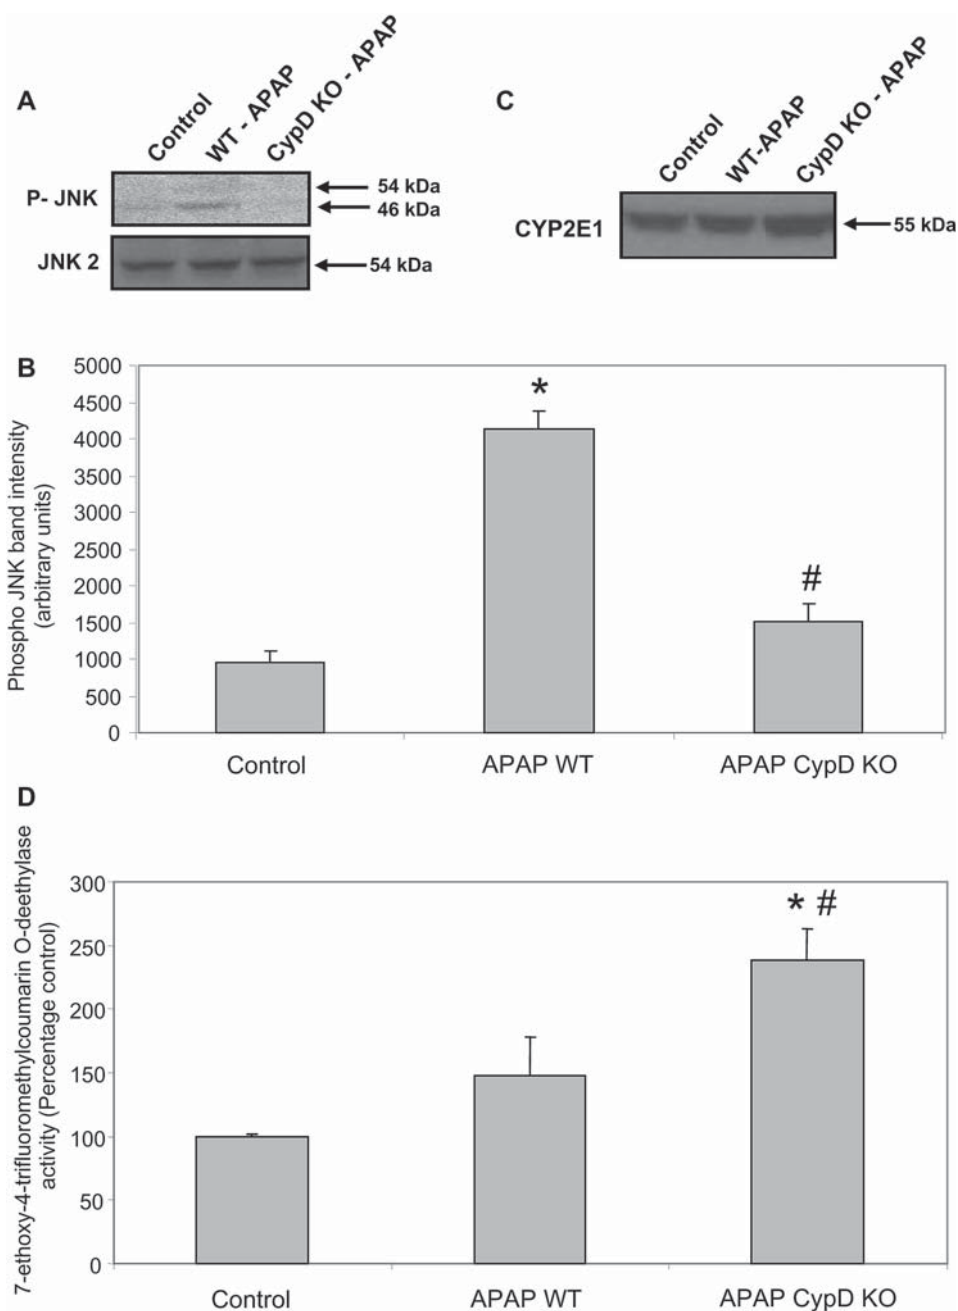 A
Control
WT - APAP
CypD KO - APAP
P- JNK
54 kDa
46 kDa
JNK 2
54 kDa
C
Control
WT-APAP
CypD KO - APAP
CYP2E1
55 kDa
B
Phospho JNK band intensity
(arbitrary units)
5000
4500
4000
3500
3000
2500
2000
1500
1000
500
0
*
#
Control
APAP WT
APAP CypD KO
D
7-ethoxy-4-trifluoromethylcoumarin O-deethylase
activity (Percentage control)
300
250
200
150
100
50
0
* #
Control
APAP WT
APAP CypD KO